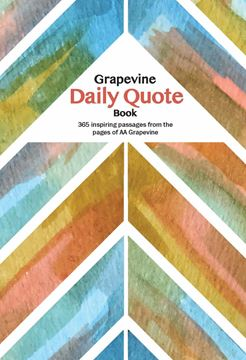 Grapevine
Daily Quote
Book
365 inspiring passages from the
pages of AA Grapevine